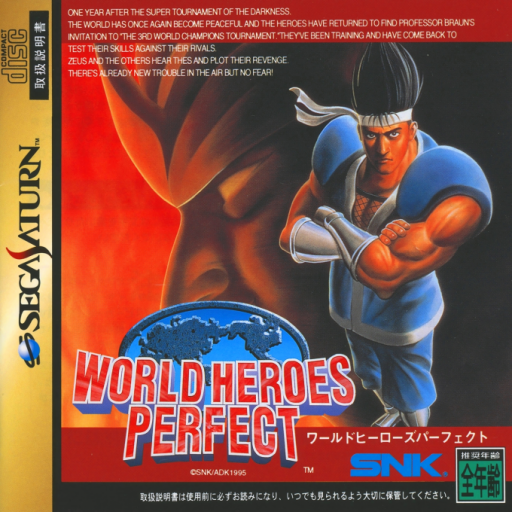 COMPACT
disc
取扱説明書
SEGA SATURN™
ONE YEAR AFTER THE SUPER TOURNAMENT OF THE DARKNESS.
THE WORLD HAS ONCE AGAIN BECOME PEACEFUL AND THE HEROES HAVE RETURNED TO FIND PROFESSOR BRAUN'S
INVITATION TO "THE 3RD WORLD CHAMPIONS TOURNAMENT. "THEY'VE BEEN TRAINING AND HAVE COME BACK TO
TEST THEIR SKILLS AGAINST THEIR RIVALS.
ZEUS AND THE OTHERS HEAR THES AND PLOT THEIR REVENGE.
THERE'S ALREADY NEW TROUBLE IN THE AIR BUT NO FEAR!
WORLD HEROES
PERFECT
™
ワールドヒーローズパーフェクト
©SNK/ADK1995
SNK®
推奨年齢
全年齢
取扱説明書は使用前に必ずお読みになり、いつでも見られるよう大切に保管してください。